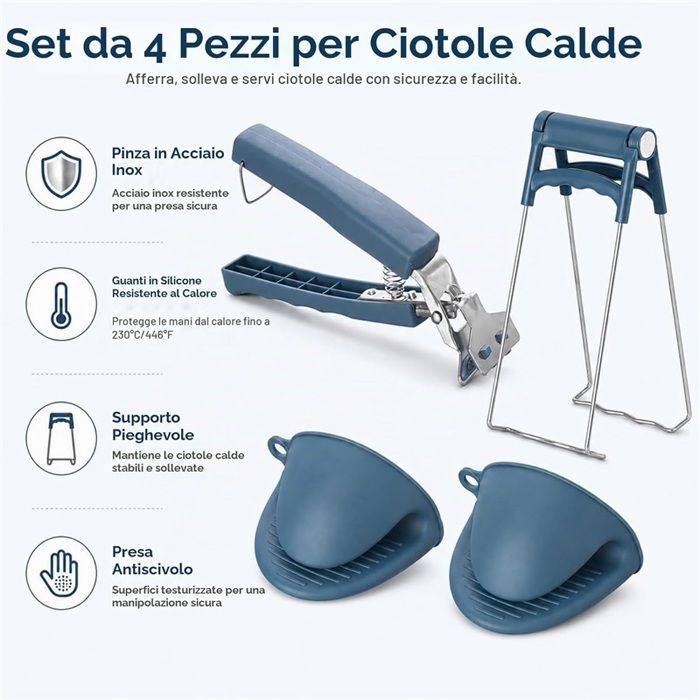 Set da 4 Pezzi per Ciotole Calde
Afferra, solleva e servi ciotole calde con sicurezza e facilità.
Pinza in Acciaio
Inox
Acciaio inox resistente
per una presa sicura
Guanti in Silicone
Resistente al Calore
Protegge le mani dal calore fino a
230°C/446°F
Supporto
Pieghevole
Mantiene le ciotole calde
stabili e sollevate
Presa
Antiscivolo
Superfici testurizzate per una
manipolazione sicura